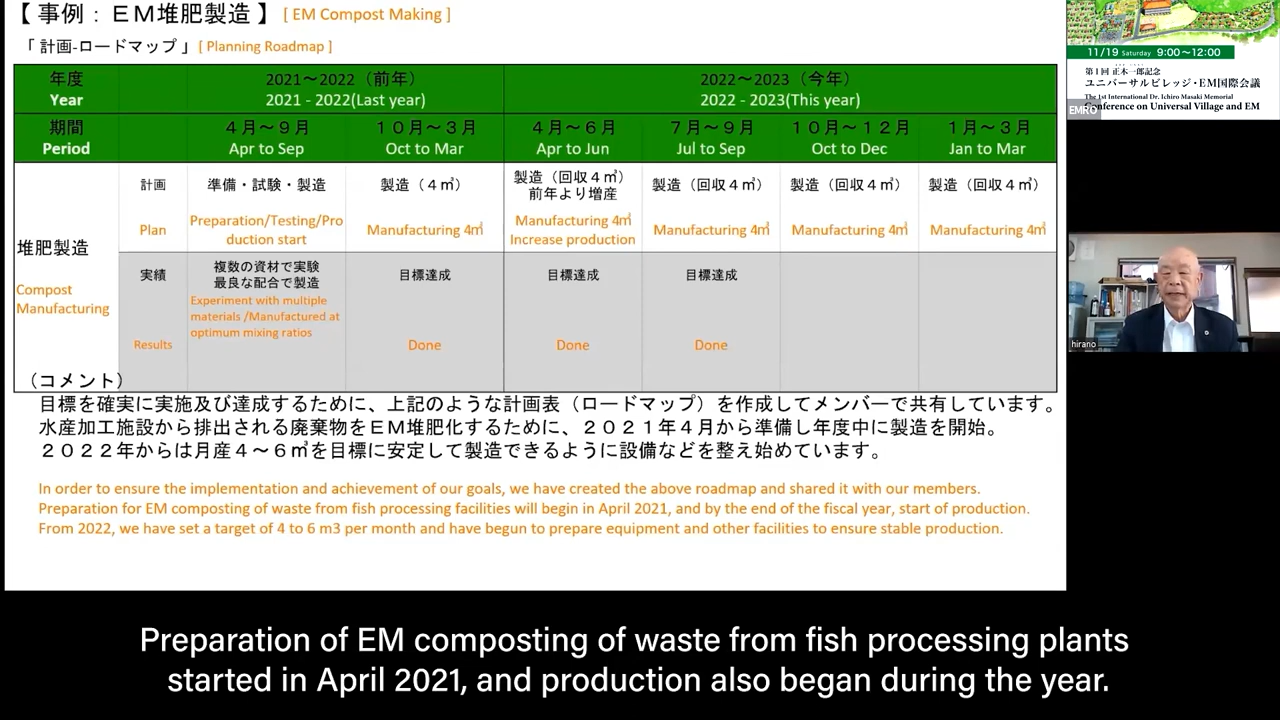 【 事例： ＥＭ堆肥製造 】 [ EM Compost Making ]
「 計画-ロードマップ 」 [ Planning Roadmap ]
年度 2021～2022（前年） 2022～2023（今年）
Year 2021 - 2022(Last year) 2022 - 2023(This year)
期間 ４月～９月 １０月～３月 ４月～６月 ７月～９月 １０月～１２月 １月～３月
Period Apr to Sep Oct to Mar Apr to Jun Jul to Sep Oct to Dec Jan to Mar
堆肥製造
Compost
Manufacturing
計画 準備・試験・製造 製造（４㎥） 製造（回収４㎥） 製造（回収４㎥） 製造（回収４㎥） 製造（回収４㎥）
前年より増産
Plan Preparation/Testing/Pro Manufacturing 4㎥ Manufacturing 4㎥ Manufacturing 4㎥ Manufacturing 4㎥ Manufacturing 4㎥
duction start Increase production
実績 複数の資材で実験 目標達成 目標達成 目標達成
最良な配合で製造
Experiment with multiple
materials /Manufactured at
optimum mixing ratios
Results Done Done Done
（コメント）
目標を確実に実施及び達成するために、上記のような計画表（ロードマップ）を作成してメンバーで共有しています。
水産加工施設から排出される廃棄物をＥＭ堆肥化するために、２０２１年４月から準備し年度中に製造を開始。
２０２２年からは月産４～６㎥を目標に安定して製造できるように設備などを整え始めています。
In order to ensure the implementation and achievement of our goals, we have created the above roadmap and shared it with our members.
Preparation for EM composting of waste from fish processing facilities will begin in April 2021, and by the end of the fiscal year, start of production.
From 2022, we have set a target of 4 to 6 m3 per month and have begun to prepare equipment and other facilities to ensure stable production.
11/19 Saturday 9:00～12:00
第１回 正木一郎記念
ユニバーサルビレッジ・EM国際会議
The 1st International Dr. Ichiro Masaki Memorial
Conference on Universal Village and EM
EMRO
hirano
Preparation of EM composting of waste from fish processing plants
started in April 2021, and production also began during the year.